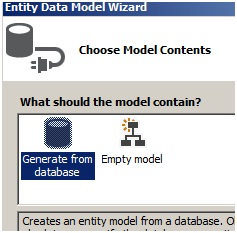 Entity Data Model Wizard
Choose Model Contents
What should the model contain?
Generate from database
Empty model
Creates an entity model from a database. O